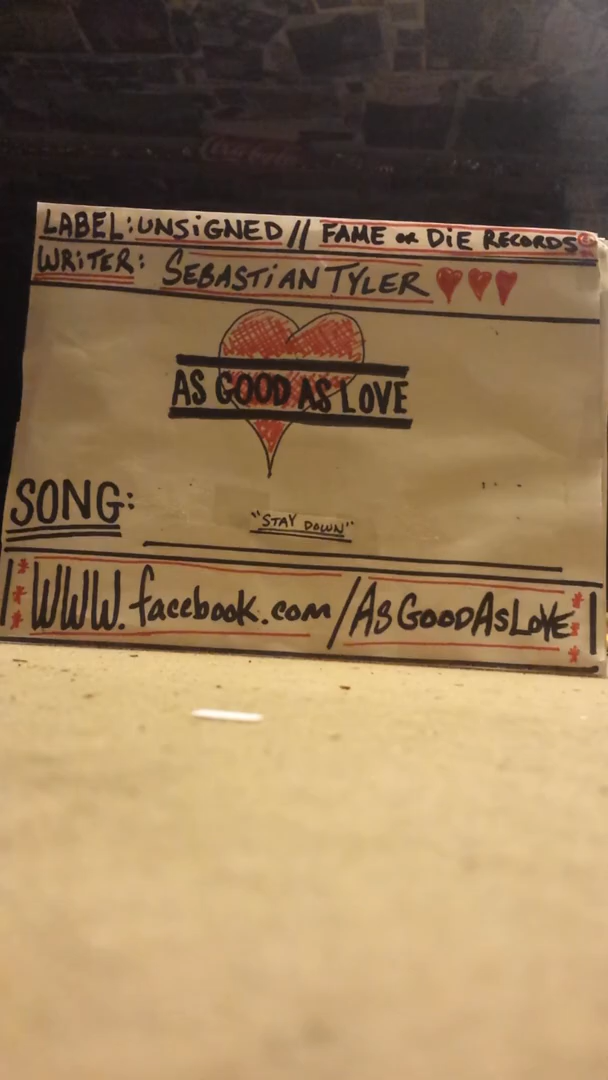 LABEL: UNSiGNED // FAME OR DiE RECORDS
WRiTER: SEBASTiAN TYLER
AS GOOD AS LOVE
SONG:
"STAY DOWN"
WWW.facebook.com/AsGoodAsLoVE